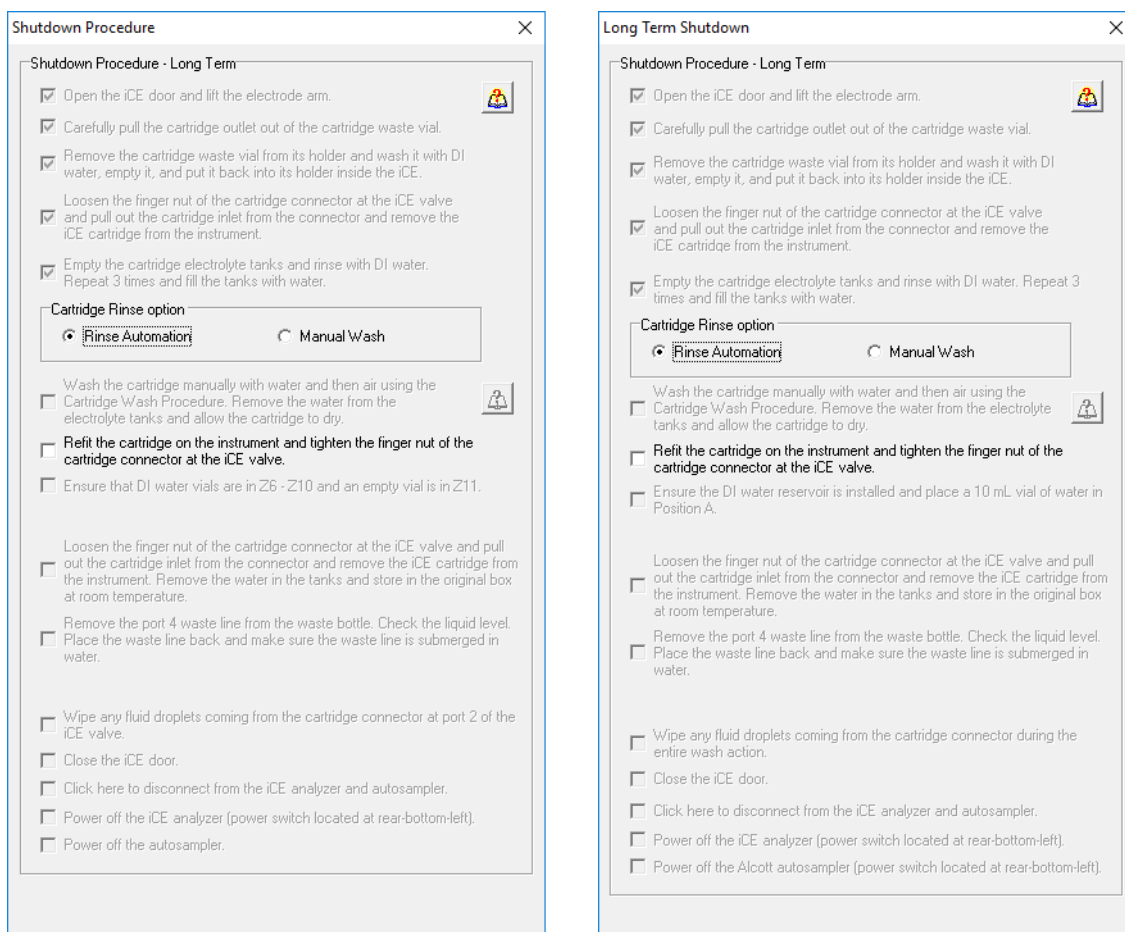 Shutdown Procedure
Shutdown Procedure - Long Term
Open the iCE door and lift the electrode arm.
Carefully pull the cartridge outlet out of the cartridge waste vial.
Remove the cartridge waste vial from its holder and wash it with DI
water, empty it, and put it back into its holder inside the iCE.
Loosen the finger nut of the cartridge connector at the iCE valve
and pull out the cartridge inlet from the connector and remove the
iCE cartridge from the instrument.
Empty the cartridge electrolyte tanks and rinse with DI water.
Repeat 3 times and fill the tanks with water.
Cartridge Rinse option
Rinse Automation
Manual Wash
Wash the cartridge manually with water and then air using the
Cartridge Wash Procedure. Remove the water from the
electrolyte tanks and allow the cartridge to dry.
Refit the cartridge on the instrument and tighten the finger nut of the
cartridge connector at the iCE valve.
Ensure that DI water vials are in Z6 - Z10 and an empty vial is in Z11.
Loosen the finger nut of the cartridge connector at the iCE valve and pull
out the cartridge inlet from the connector and remove the iCE cartridge from
the instrument. Remove the water in the tanks and store in the original box
at room temperature.
Remove the port 4 waste line from the waste bottle. Check the liquid level.
Place the waste line back and make sure the waste line is submerged in
water.
Wipe any fluid droplets coming from the cartridge connector at port 2 of the
iCE valve.
Close the iCE door.
Click here to disconnect from the iCE analyzer and autosampler.
Power off the iCE analyzer (power switch located at rear-bottom-left).
Power off the autosampler.
Long Term Shutdown
Shutdown Procedure - Long Term
Open the iCE door and lift the electrode arm.
Carefully pull the cartridge outlet out of the cartridge waste vial.
Remove the cartridge waste vial from its holder and wash it with DI
water, empty it, and put it back into its holder inside the iCE.
Loosen the finger nut of the cartridge connector at the iCE valve
and pull out the cartridge inlet from the connector and remove the
iCE cartridge from the instrument.
Empty the cartridge electrolyte tanks and rinse with DI water. Repeat 3
times and fill the tanks with water.
Cartridge Rinse option
Rinse Automation
Manual Wash
Wash the cartridge manually with water and then air using the
Cartridge Wash Procedure. Remove the water from the electrolyte
tanks and allow the cartridge to dry.
Refit the cartridge on the instrument and tighten the finger nut of the
cartridge connector at the iCE valve.
Ensure the DI water reservoir is installed and place a 10 mL vial of water in
Position A.
Loosen the finger nut of the cartridge connector at the iCE valve and pull
out the cartridge inlet from the connector and remove the iCE cartridge from
the instrument. Remove the water in the tanks and store in the original box
at room temperature.
Remove the port 4 waste line from the waste bottle. Check the liquid level.
Place the waste line back and make sure the waste line is submerged in
water.
Wipe any fluid droplets coming from the cartridge connector during the
entire wash action.
Close the iCE door.
Click here to disconnect from the iCE analyzer and autosampler.
Power off the iCE analyzer (power switch located at rear-bottom-left).
Power off the Alcott autosampler (power switch located at rear-bottom-left).